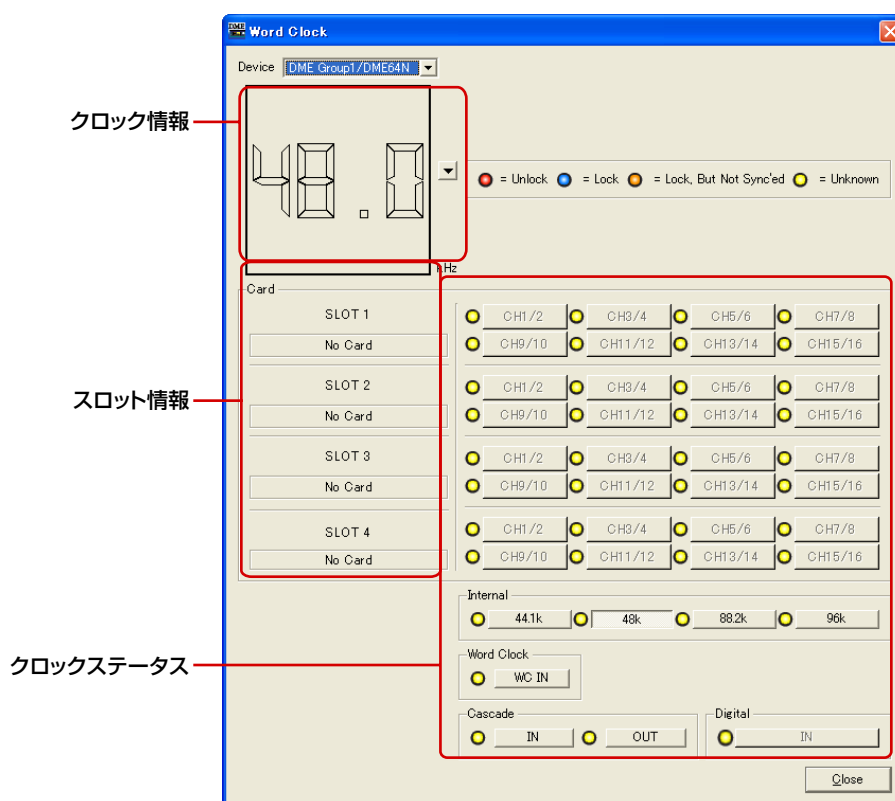 Word Clock
Device DME Group1/DME64N
クロック情報
48.0
= Unlock = Lock = Lock, But Not Sync'ed = Unknown
kHz
Card
SLOT 1
CH1/2 CH3/4 CH5/6 CH7/8
No Card
CH9/10 CH11/12 CH13/14 CH15/16
スロット情報
SLOT 2
CH1/2 CH3/4 CH5/6 CH7/8
No Card
CH9/10 CH11/12 CH13/14 CH15/16
SLOT 3
CH1/2 CH3/4 CH5/6 CH7/8
No Card
CH9/10 CH11/12 CH13/14 CH15/16
SLOT 4
CH1/2 CH3/4 CH5/6 CH7/8
No Card
CH9/10 CH11/12 CH13/14 CH15/16
Internal
44.1k 48k 88.2k 96k
クロックステータス
Word Clock
WC IN
Cascade Digital
IN OUT IN
Close